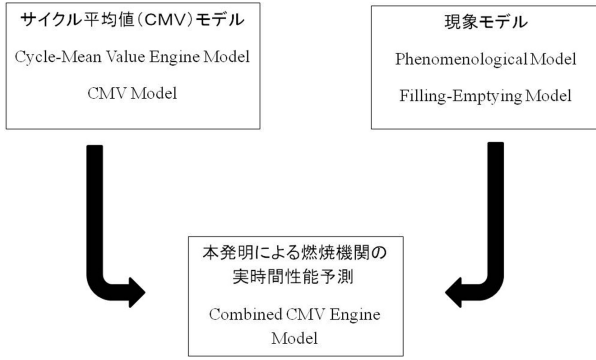 サイクル平均値(CMV)モデル
Cycle-Mean Value Engine Model
CMV Model
現象モデル
Phenomenological Model
Filling-Emptying Model
本発明による燃焼機関の
実時間性能予測
Combined CMV Engine
Model